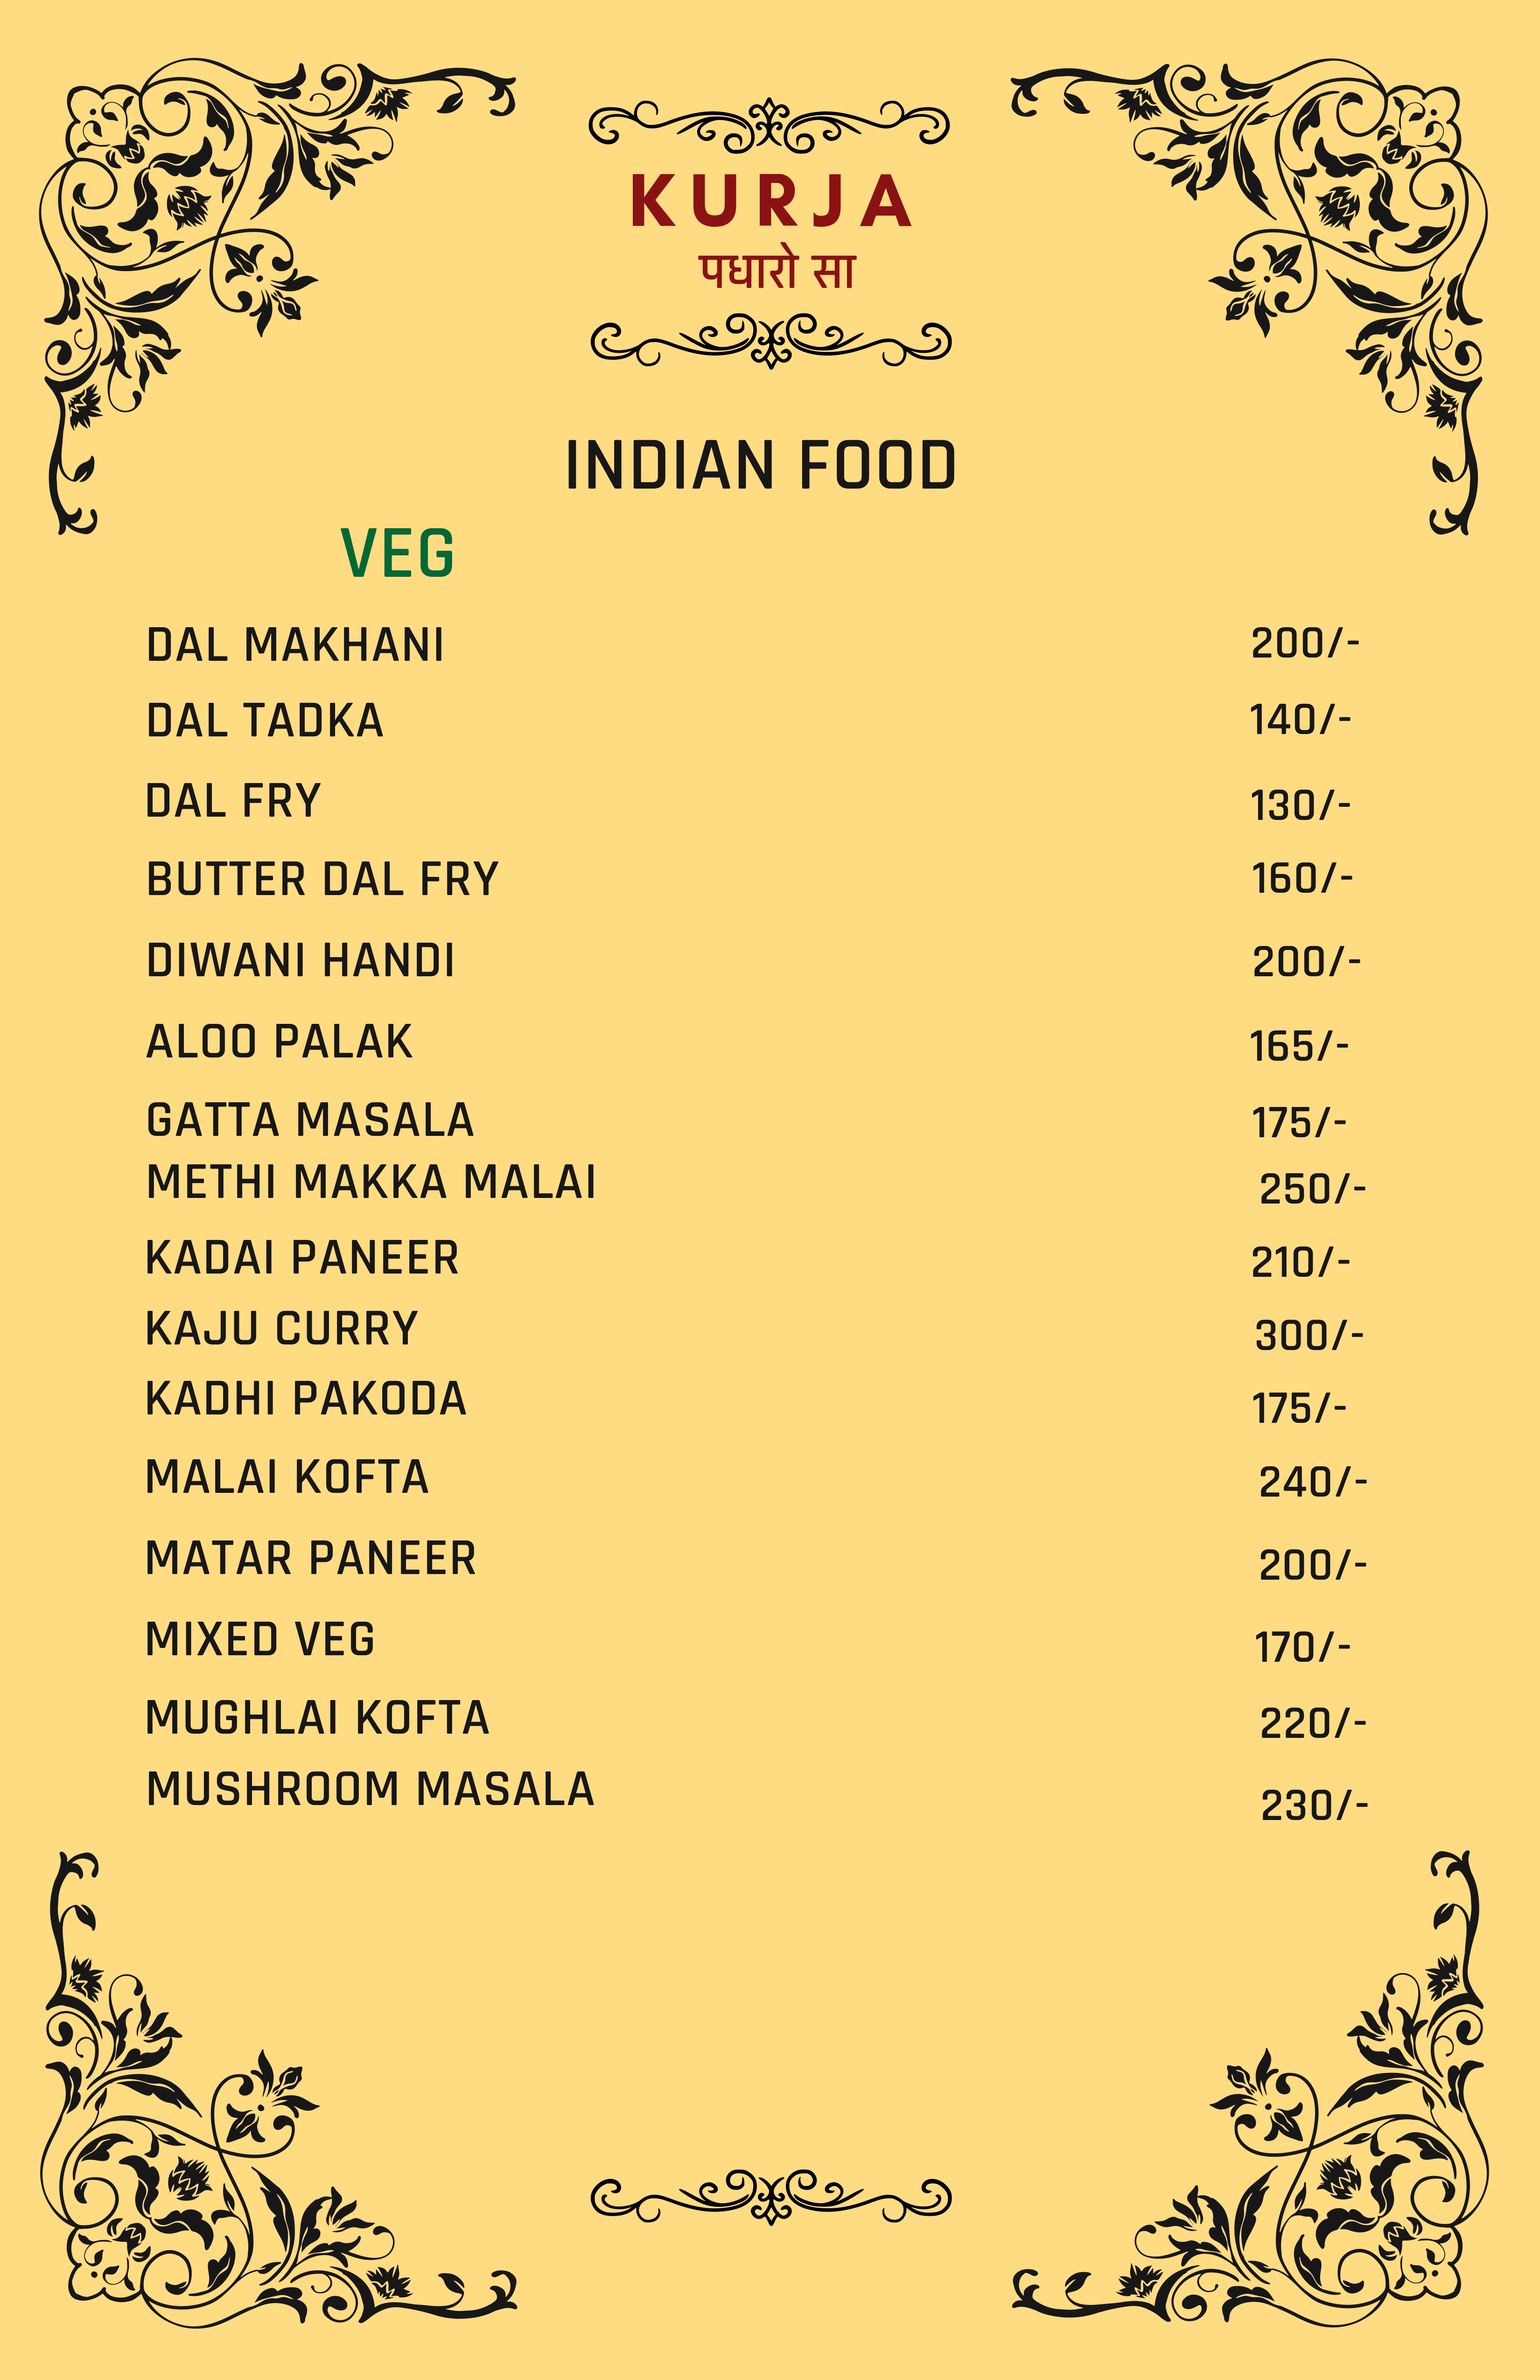 KURJA
पधारो सा
INDIAN FOOD
VEG
DAL MAKHANI 200/-
DAL TADKA 140/-
DAL FRY 130/-
BUTTER DAL FRY 160/-
DIWANI HANDI 200/-
ALOO PALAK 165/-
GATTA MASALA 175/-
METHI MAKKA MALAI 250/-
KADAI PANEER 210/-
KAJU CURRY 300/-
KADHI PAKODA 175/-
MALAI KOFTA 240/-
MATAR PANEER 200/-
MIXED VEG 170/-
MUGHLAI KOFTA 220/-
MUSHROOM MASALA 230/-